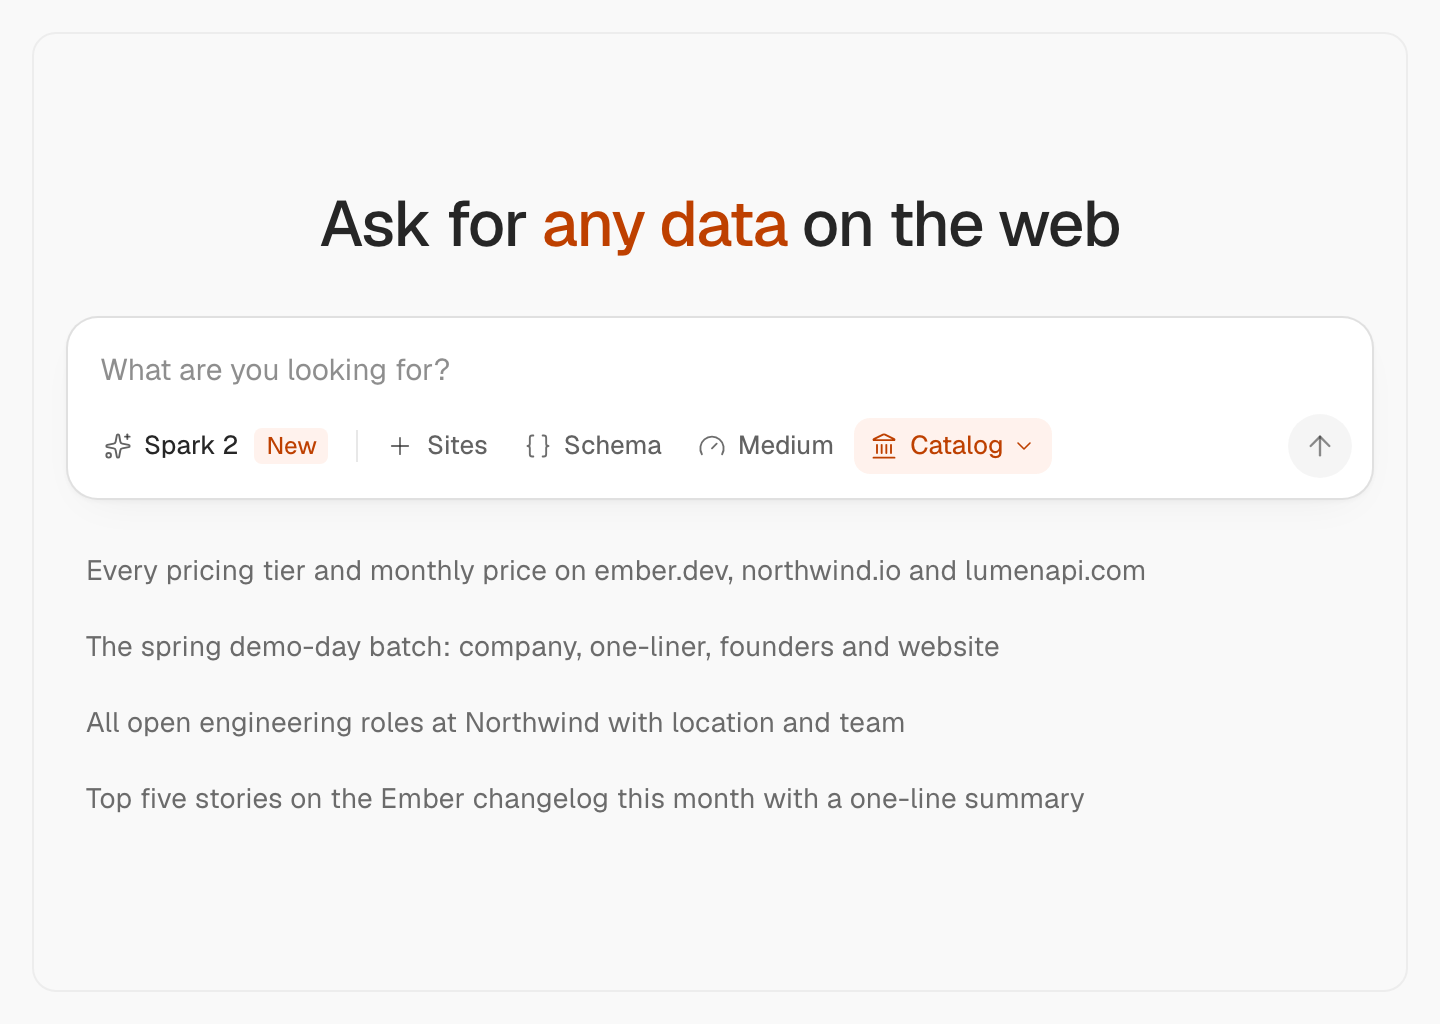 Ask for any data on the web
What are you looking for?
Spark 2 New Sites Schema Medium Catalog
Every pricing tier and monthly price on ember.dev, northwind.io and lumenapi.com
The spring demo-day batch: company, one-liner, founders and website
All open engineering roles at Northwind with location and team
Top five stories on the Ember changelog this month with a one-line summary